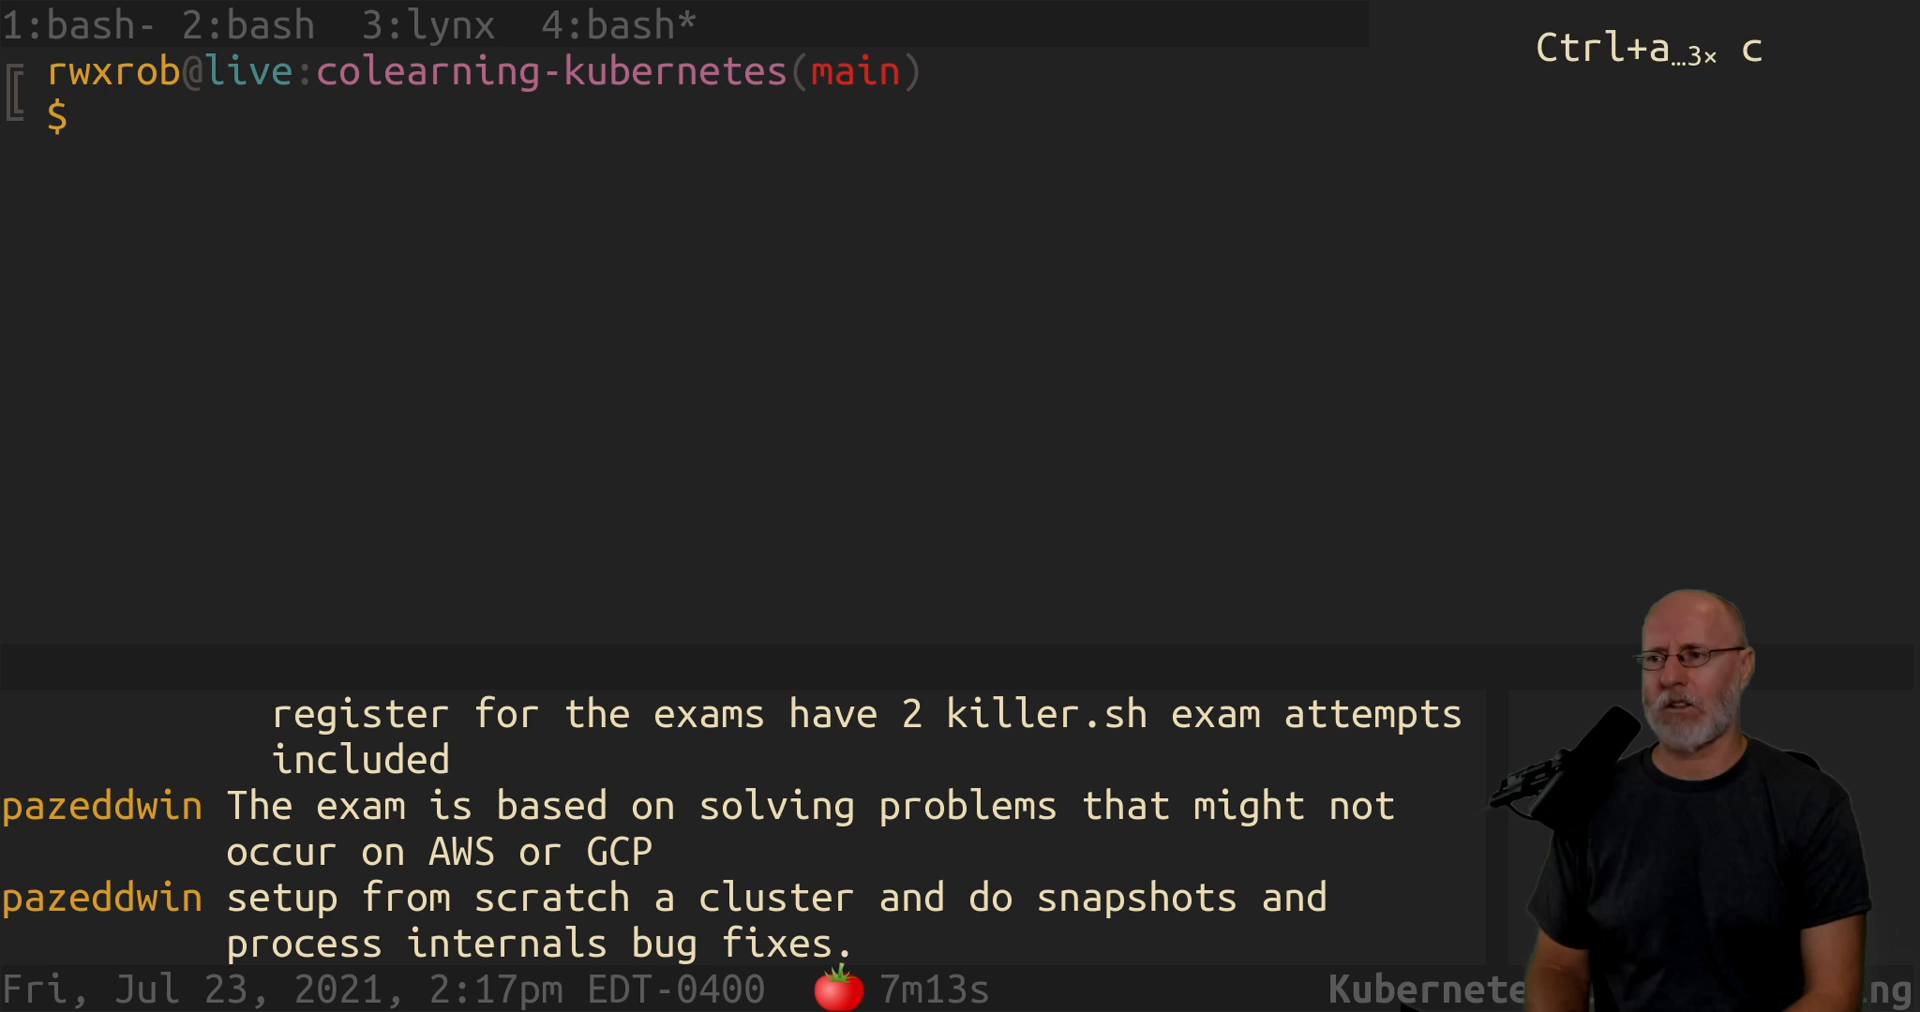 1:bash- 2:bash 3:lynx 4:bash*
Ctrl+a…3× c
rwxrob@live:colearning-kubernetes(main)
$
register for the exams have 2 killer.sh exam attempts
included
pazeddwin The exam is based on solving problems that might not
occur on AWS or GCP
pazeddwin setup from scratch a cluster and do snapshots and
process internals bug fixes.
Fri, Jul 23, 2021, 2:17pm EDT-0400 🍅 7m13s